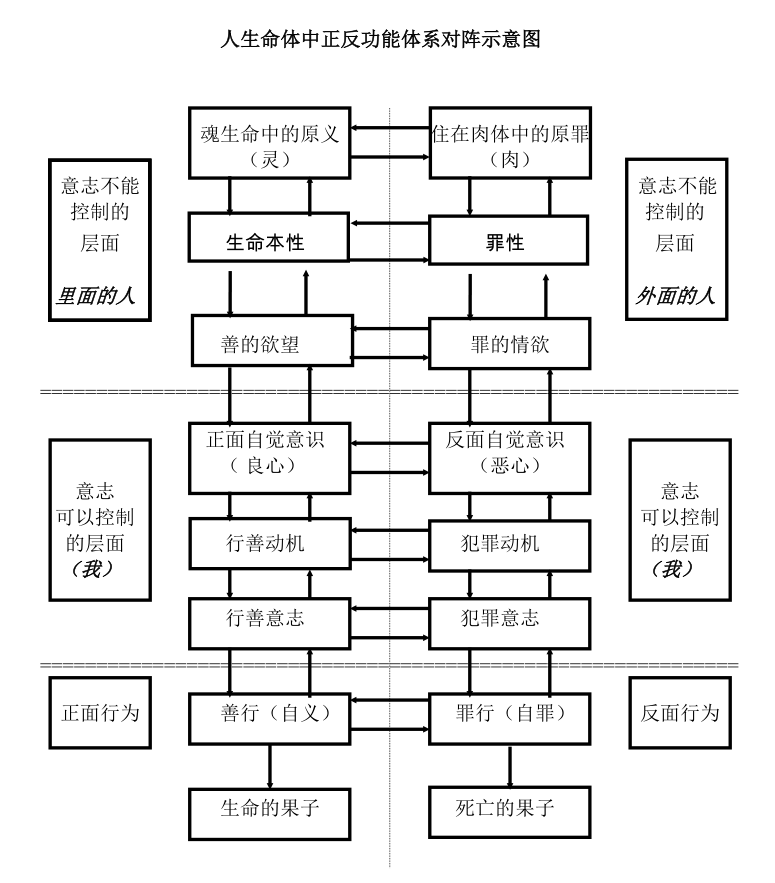 人生命体中正反功能体系对阵示意图
魂生命中的原义
（灵）
住在肉体中的原罪
（肉）
意志不能
控制的
层面
里面的人
意志不能
控制的
层面
外面的人
生命本性
罪性
善的欲望
罪的情欲
正面自觉意识
（良心）
反面自觉意识
（恶心）
意志
可以控制
的层面
（我）
意志
可以控制
的层面
（我）
行善动机
犯罪动机
行善意志
犯罪意志
正面行为
善行（自义）
罪行（自罪）
反面行为
生命的果子
死亡的果子